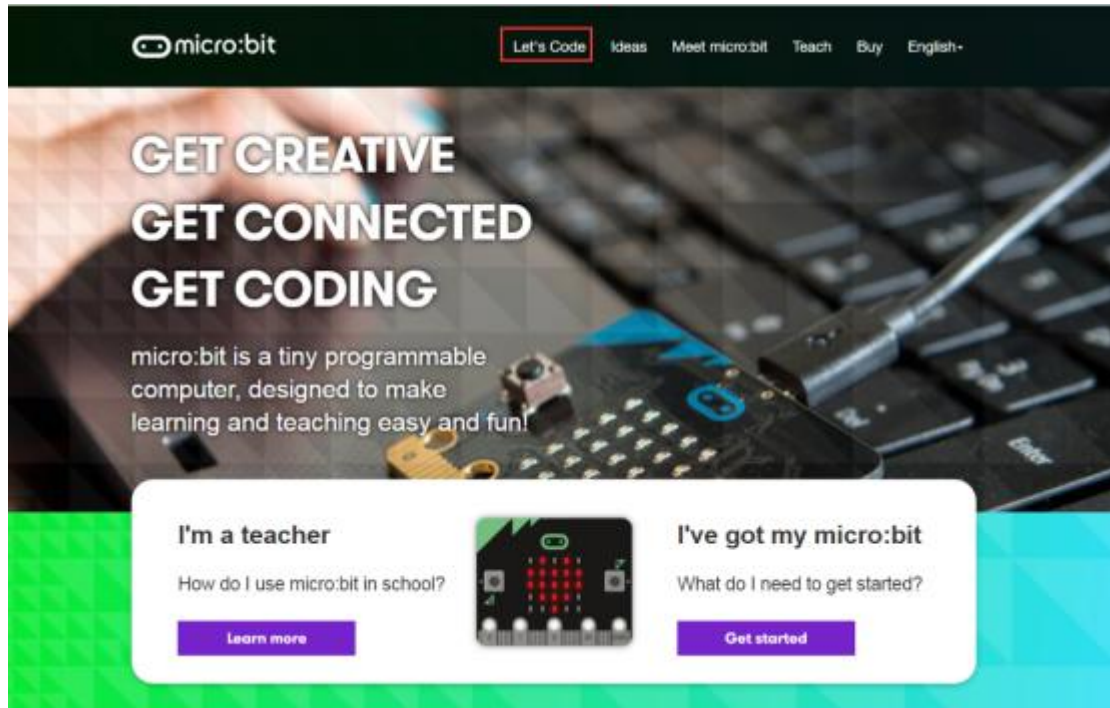 micro:bit
Let's Code Ideas Meet micro:bit Teach Buy English
GET CREATIVE
GET CONNECTED
GET CODING
micro:bit is a tiny programmable
computer, designed to make
learning and teaching easy and fun!
Enter
I'm a teacher
How do I use micro:bit in school?
Learn more
I've got my micro:bit
What do I need to get started?
Get started